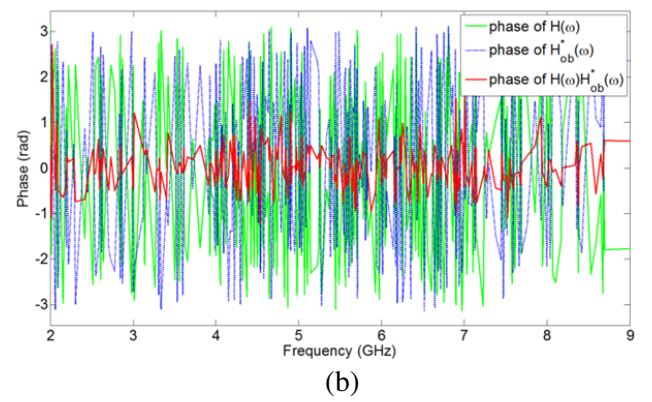 phase of H(ω)
phase of H*ob(ω)
phase of H(ω)H*ob(ω)
3
2
1
0
-1
-2
-3
Phase (rad)
2 3 4 5 6 7 8 9
Frequency (GHz)
(b)